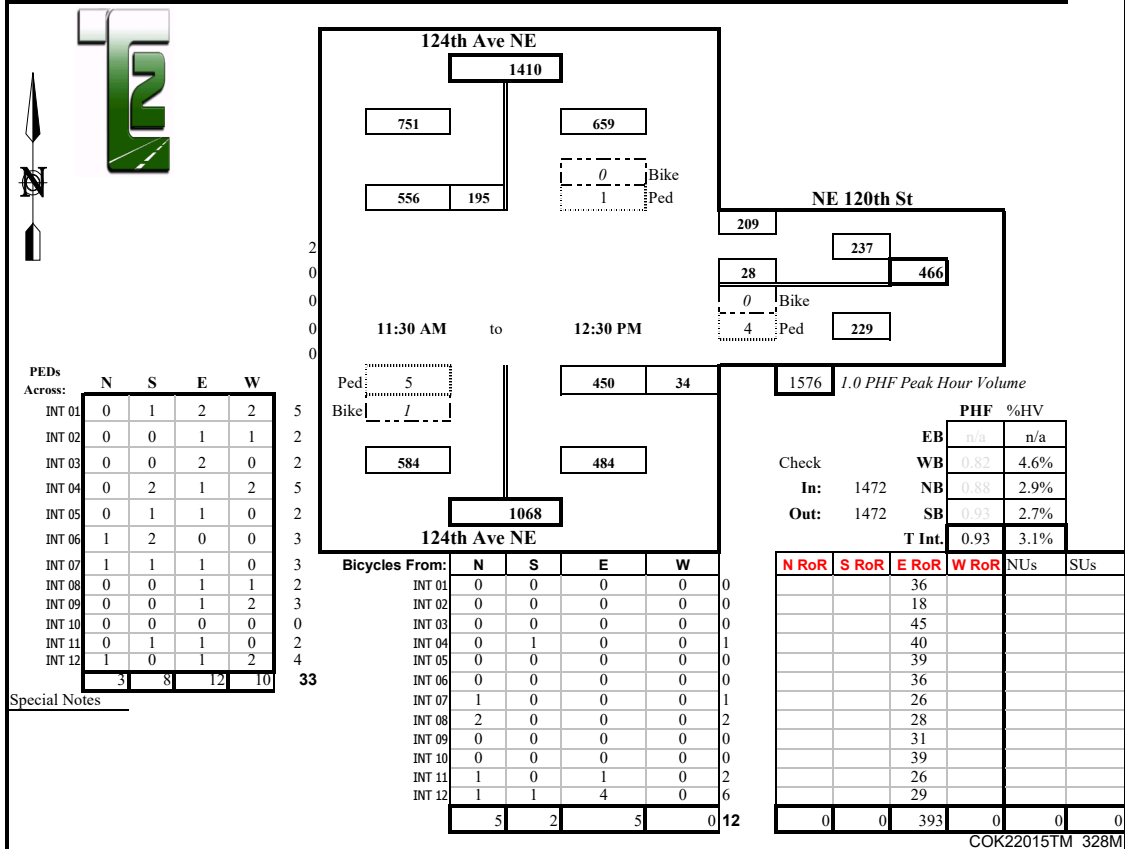 T2
N
124th Ave NE
1410
751 659
0 Bike
556 195 1 Ped
NE 120th St
209
2 237
0 28 466
0 0 Bike
0 11:30 AM to 12:30 PM 4 Ped 229
0
Ped 5 450 34 1576 1.0 PHF Peak Hour Volume
Bike 1
584 484
1068
124th Ave NE
PHF %HV
EB n/a n/a
Check WB 0.82 4.6%
In: 1472 NB 0.88 2.9%
Out: 1472 SB 0.93 2.7%
T Int. 0.93 3.1%
PEDs
Across: N S E W
INT 01 0 1 2 2 5
INT 02 0 0 1 1 2
INT 03 0 0 2 0 2
INT 04 0 2 1 2 5
INT 05 0 1 1 0 2
INT 06 1 2 0 0 3
INT 07 1 1 1 0 3
INT 08 0 0 1 1 2
INT 09 0 0 1 2 3
INT 10 0 0 0 0 0
INT 11 0 1 1 0 2
INT 12 1 0 1 2 4
3 8 12 10 33
Special Notes
Bicycles From: N S E W
INT 01 0 0 0 0 0
INT 02 0 0 0 0 0
INT 03 0 0 0 0 0
INT 04 0 1 0 0 1
INT 05 0 0 0 0 0
INT 06 0 0 0 0 0
INT 07 1 0 0 0 1
INT 08 2 0 0 0 2
INT 09 0 0 0 0 0
INT 10 0 0 0 0 0
INT 11 1 0 1 0 2
INT 12 1 1 4 0 6
5 2 5 0 12
N RoR S RoR E RoR W RoR NUs SUs
36
18
45
40
39
36
26
28
31
39
26
29
0 0 393 0 0 0
COK22015TM_328M